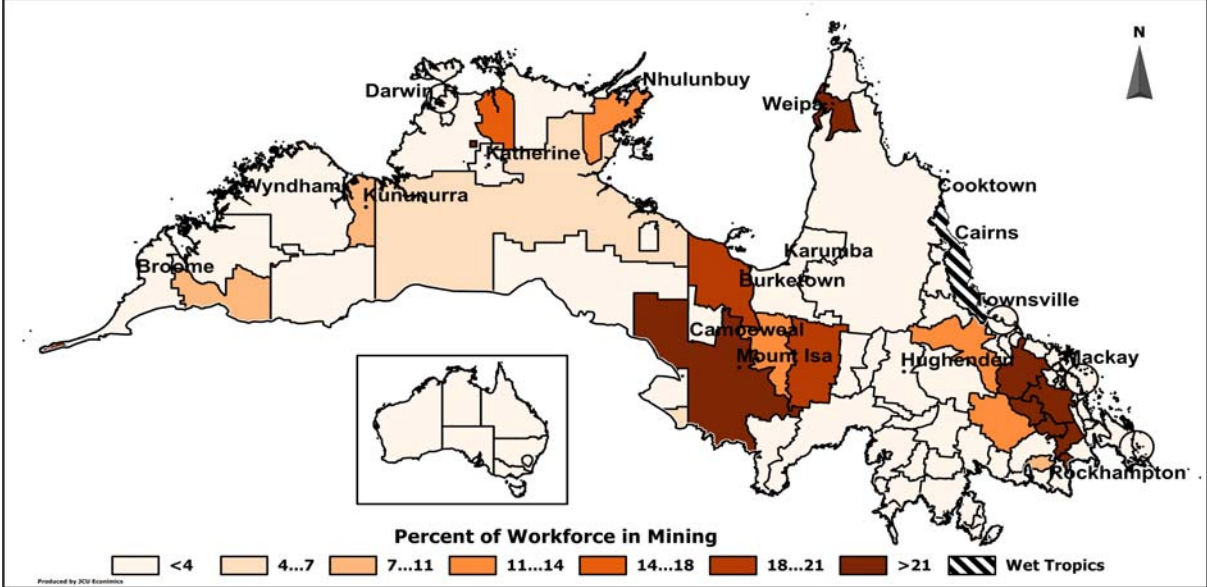 N
Nhulunbuy
Darwin
Weipa
Katherine
Wyndham
Kununurra
Cooktown
Cairns
Karumba
Broome
Burketown
Townsville
Camooweal
Mount Isa
Hughenden
Mackay
Rockhampton
Percent of Workforce in Mining
<4 4...7 7...11 11...14 14...18 18...21 >21 Wet Tropics
Produced by JCU Econimics